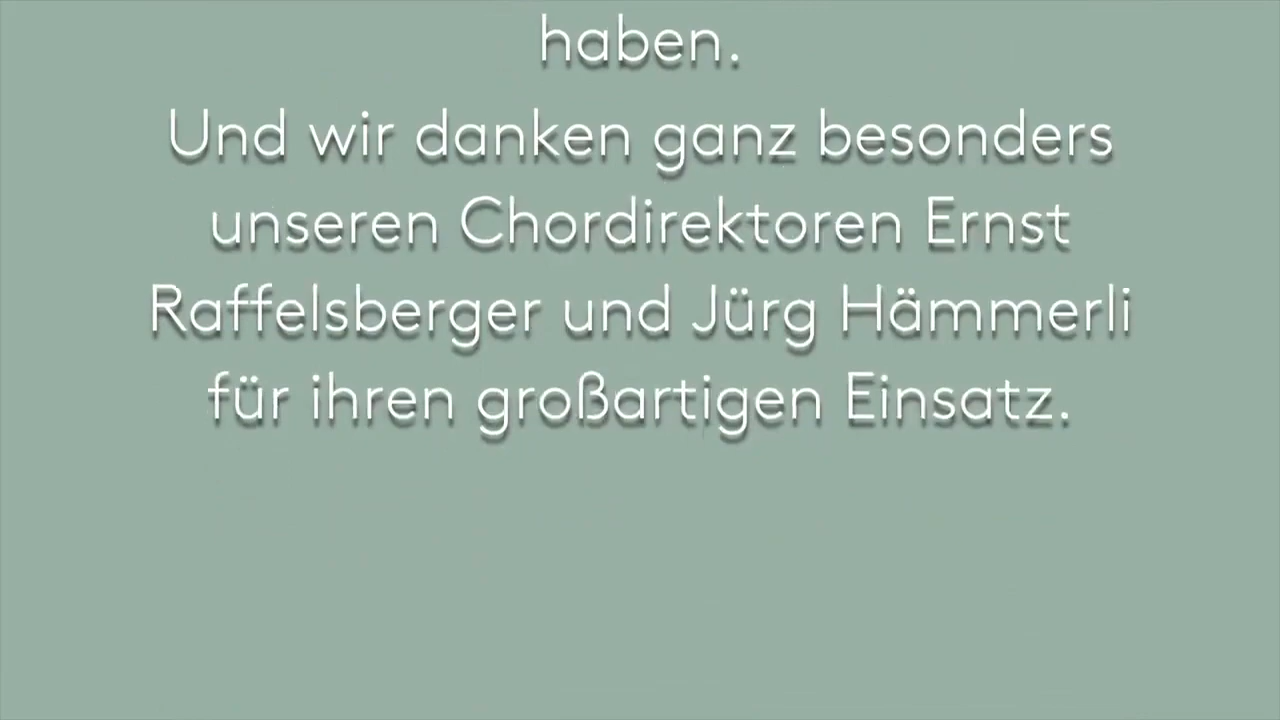 haben.
Und wir danken ganz besonders
unseren Chordirektoren Ernst
Raffelsberger und Jürg Hämmerli
für ihren großartigen Einsatz.